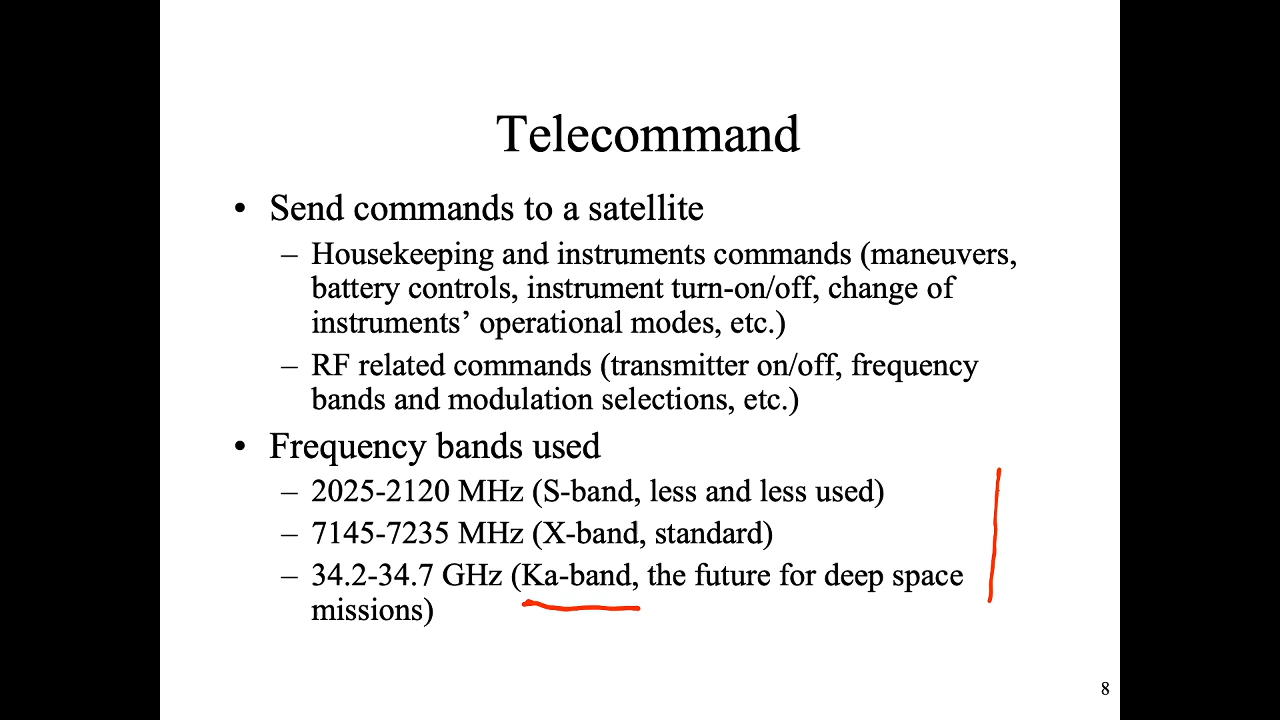 Telecommand
• Send commands to a satellite
– Housekeeping and instruments commands (maneuvers,
battery controls, instrument turn-on/off, change of
instruments’ operational modes, etc.)
– RF related commands (transmitter on/off, frequency
bands and modulation selections, etc.)
• Frequency bands used
– 2025-2120 MHz (S-band, less and less used)
– 7145-7235 MHz (X-band, standard)
– 34.2-34.7 GHz (Ka-band, the future for deep space
missions)
8